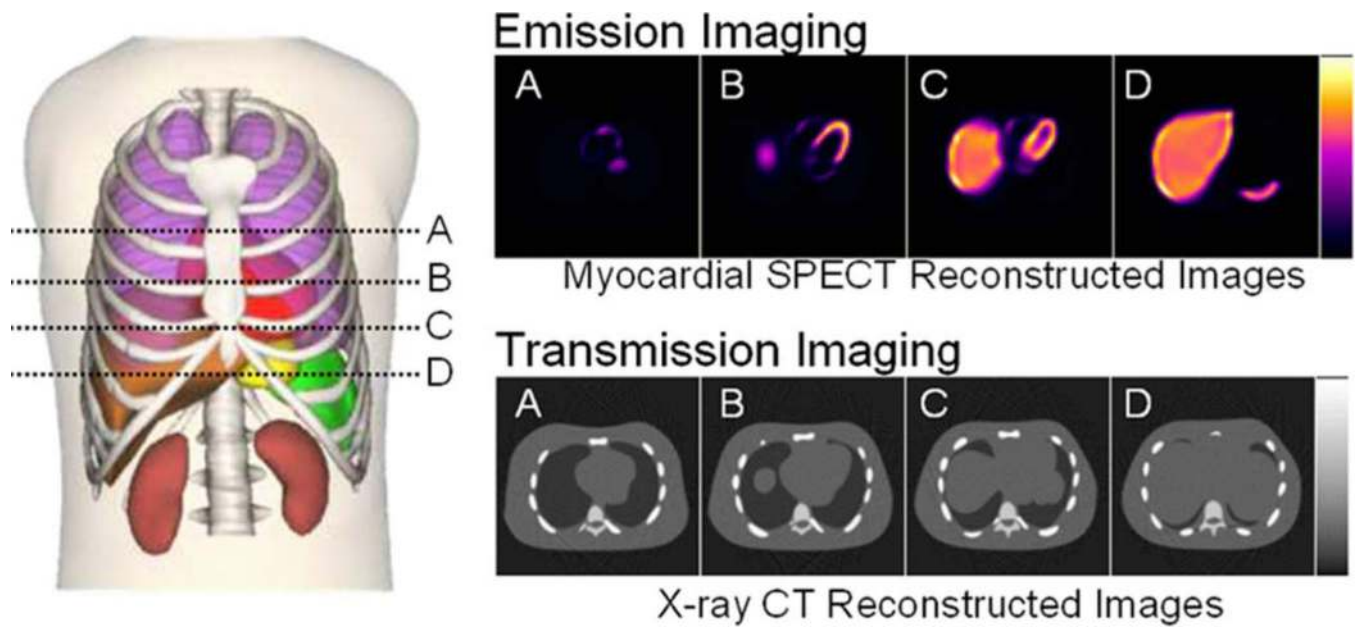 A
B
C
D
Emission Imaging
A B C D
Myocardial SPECT Reconstructed Images
Transmission Imaging
A B C D
X-ray CT Reconstructed Images